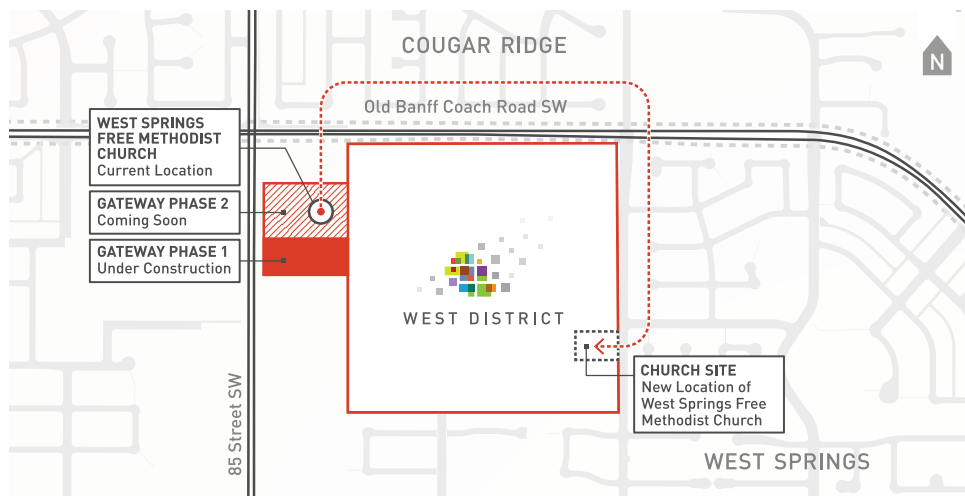 COUGAR RIDGE
N
Old Banff Coach Road SW
WEST SPRINGS
FREE METHODIST
CHURCH
Current Location
GATEWAY PHASE 2
Coming Soon
GATEWAY PHASE 1
Under Construction
WEST DISTRICT
CHURCH SITE
New Location of
West Springs Free
Methodist Church
85 Street SW
WEST SPRINGS